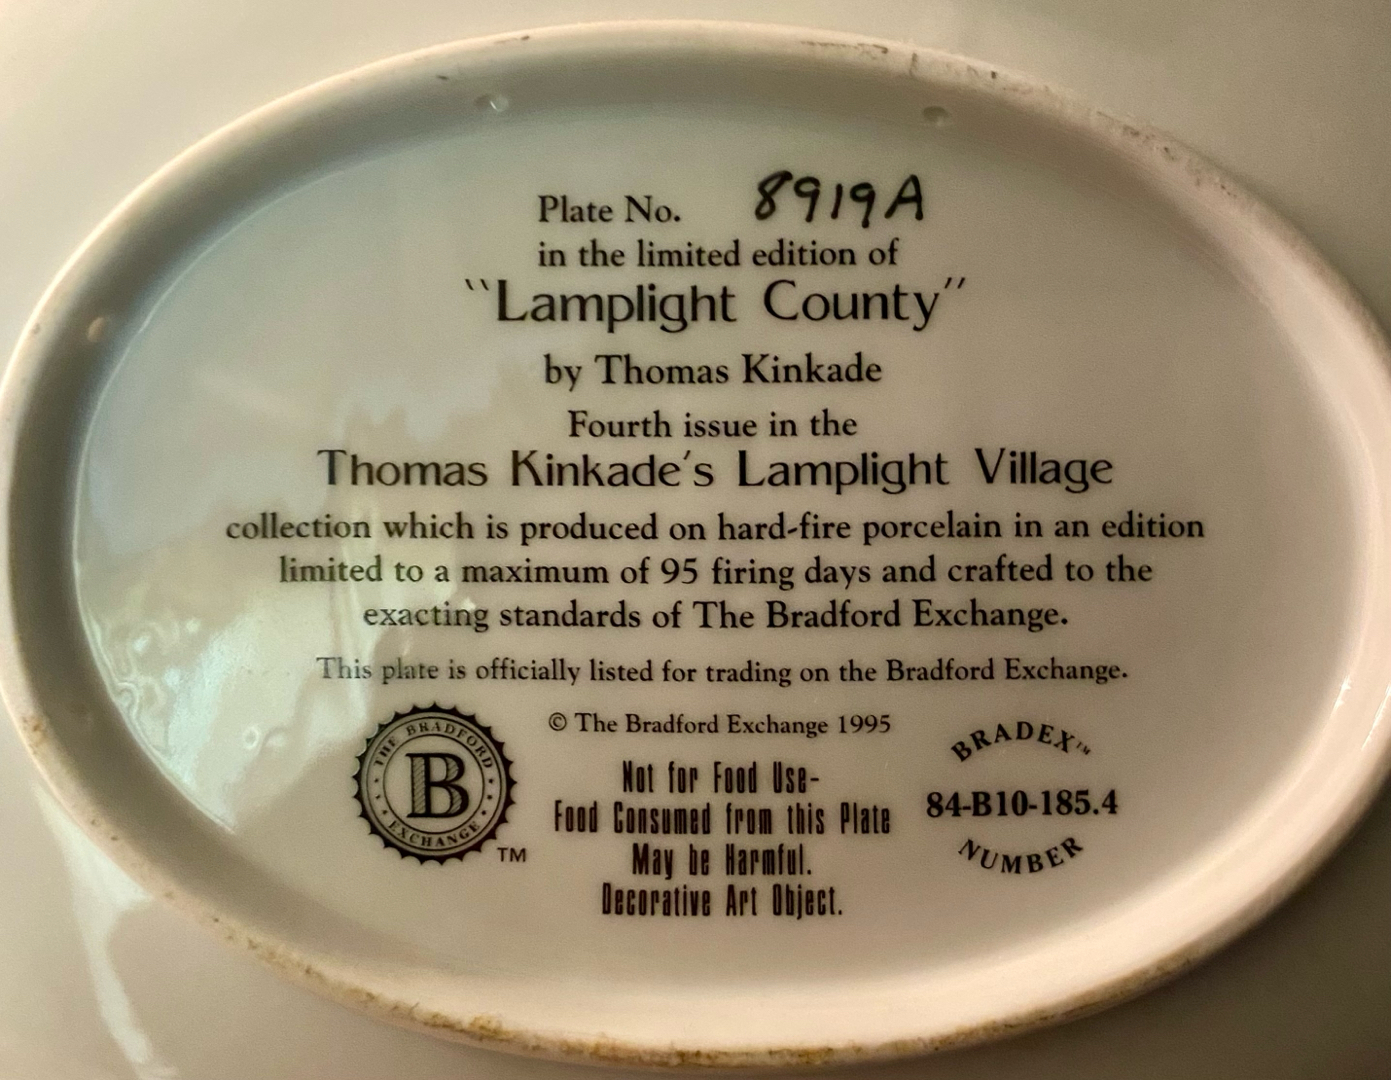 Plate No. 8919A
in the limited edition of
"Lamplight County"
by Thomas Kinkade
Fourth issue in the
Thomas Kinkade's Lamplight Village
collection which is produced on hard-fire porcelain in an edition
limited to a maximum of 95 firing days and crafted to the
exacting standards of The Bradford Exchange.
This plate is officially listed for trading on the Bradford Exchange.
THE BRADFORD
B
EXCHANGE
TM
© The Bradford Exchange 1995
Not for Food Use-
Food Consumed from this Plate
May be Harmful.
Decorative Art Object.
BRADEX™
84-B10-185.4
NUMBER